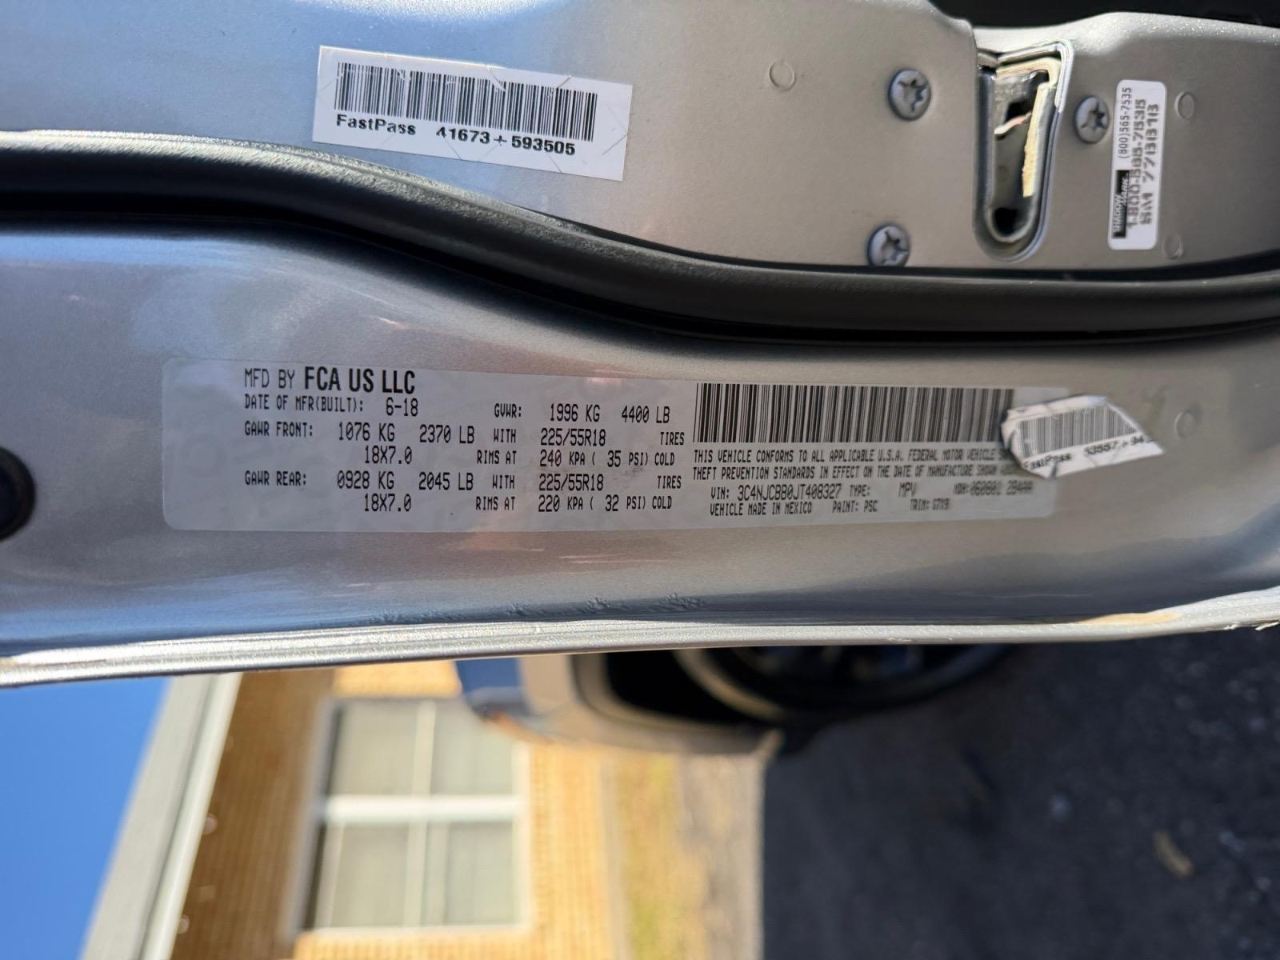 FastPass 41673+593505
(800)565-7535
MFD BY FCA US LLC
DATE OF MFR(BUILT): 6-18 GVWR: 1996 KG 4400 LB
GAWR FRONT: 1076 KG 2370 LB WITH 225/55R18 TIRES
18X7.0 RIMS AT 240 KPA ( 35 PSI) COLD
GAWR REAR: 0928 KG 2045 LB WITH 225/55R18 TIRES
18X7.0 RIMS AT 220 KPA ( 32 PSI) COLD
THIS VEHICLE CONFORMS TO ALL APPLICABLE U.S.A. FEDERAL MOTOR VEHICLE
THEFT PREVENTION STANDARDS IN EFFECT ON THE DATE OF MANUFACTURE SHOWN
VIN: 3C4NJCBB0JT408327 TYPE: MPV MDH:
VEHICLE MADE IN MEXICO PAINT: PSC TRIM:
FastPass